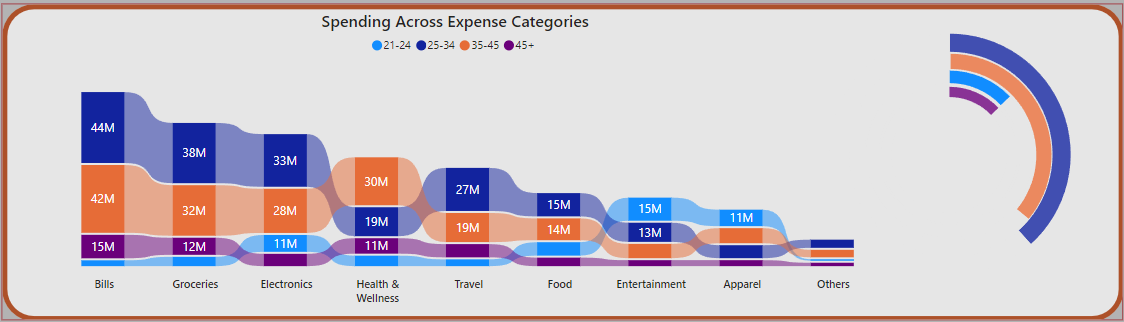 Spending Across Expense Categories
21-24 25-34 35-45 45+
44M
38M
33M
30M
27M
15M
15M
11M
42M
32M
28M
19M
19M
14M
13M
15M
12M
11M
11M
Bills Groceries Electronics Health & Wellness Travel Food Entertainment Apparel Others